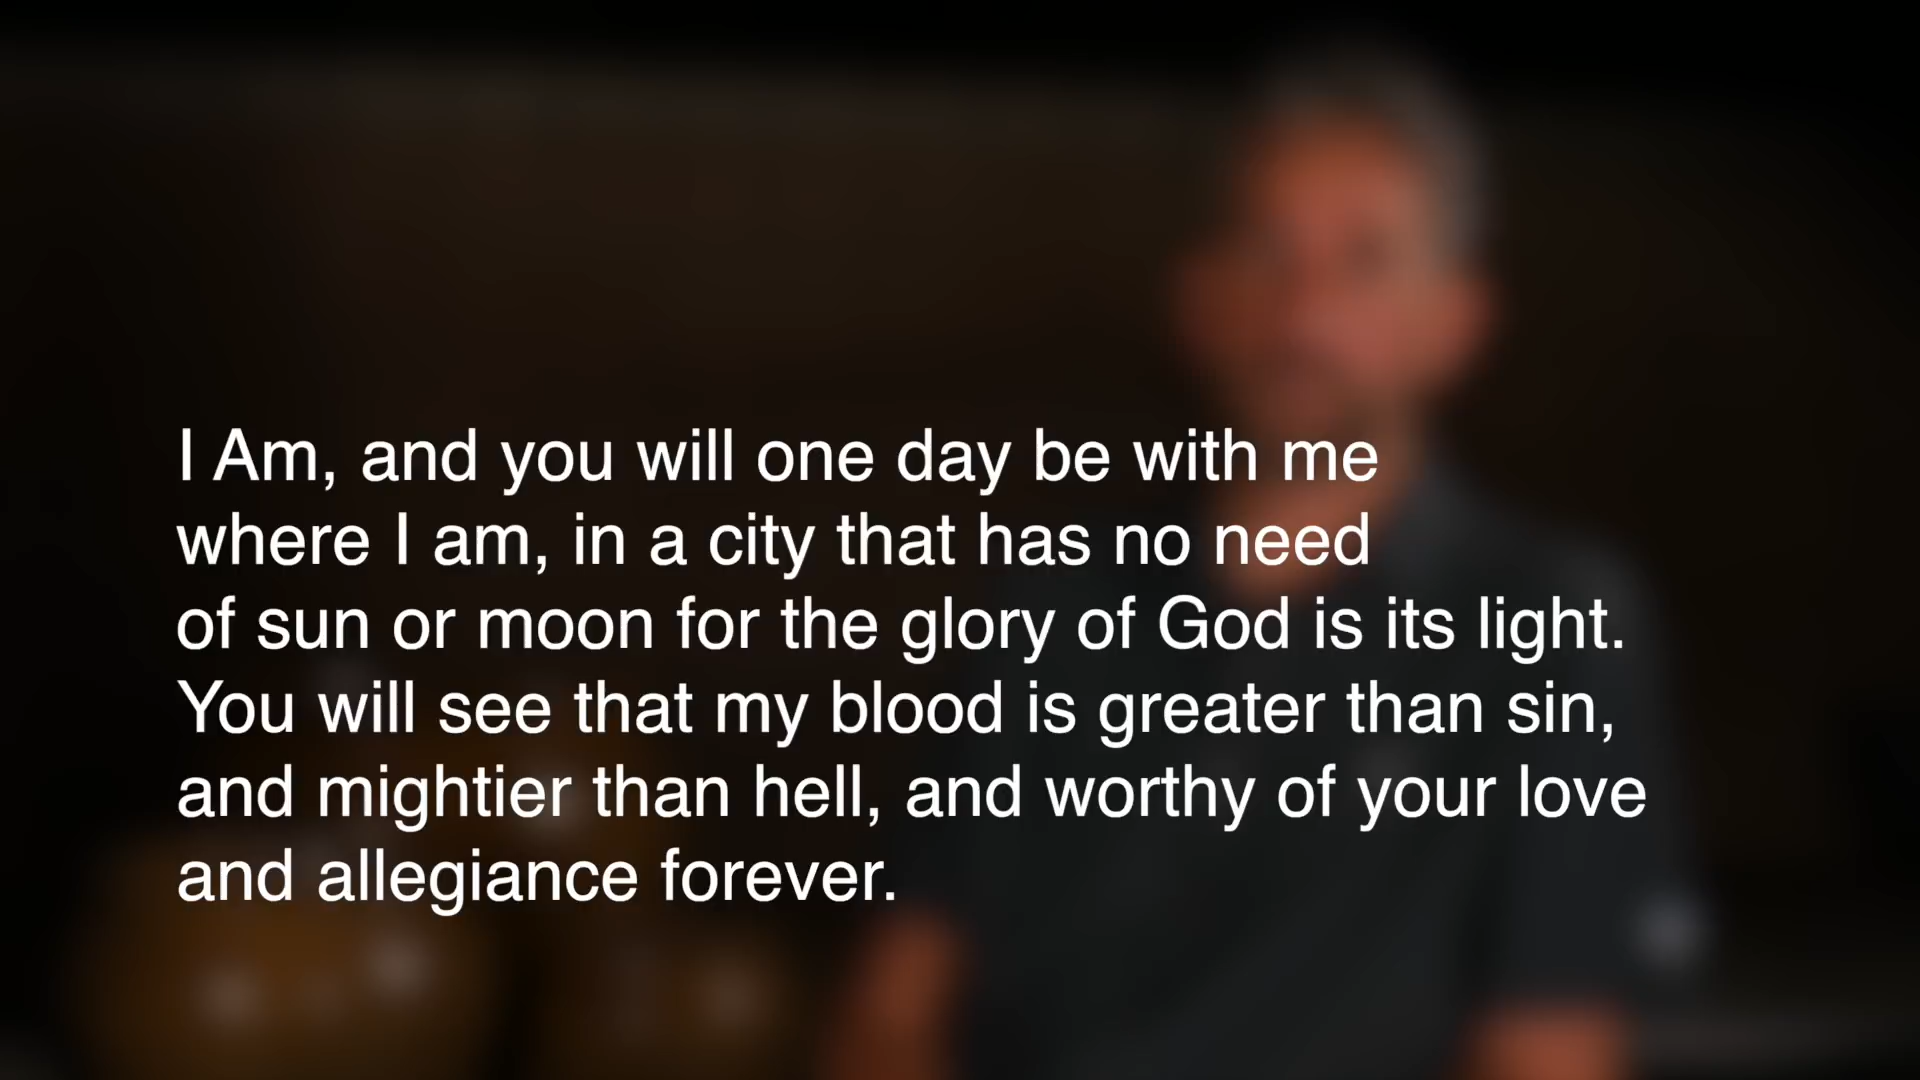 I Am, and you will one day be with me
where I am, in a city that has no need
of sun or moon for the glory of God is its light.
You will see that my blood is greater than sin,
and mightier than hell, and worthy of your love
and allegiance forever.